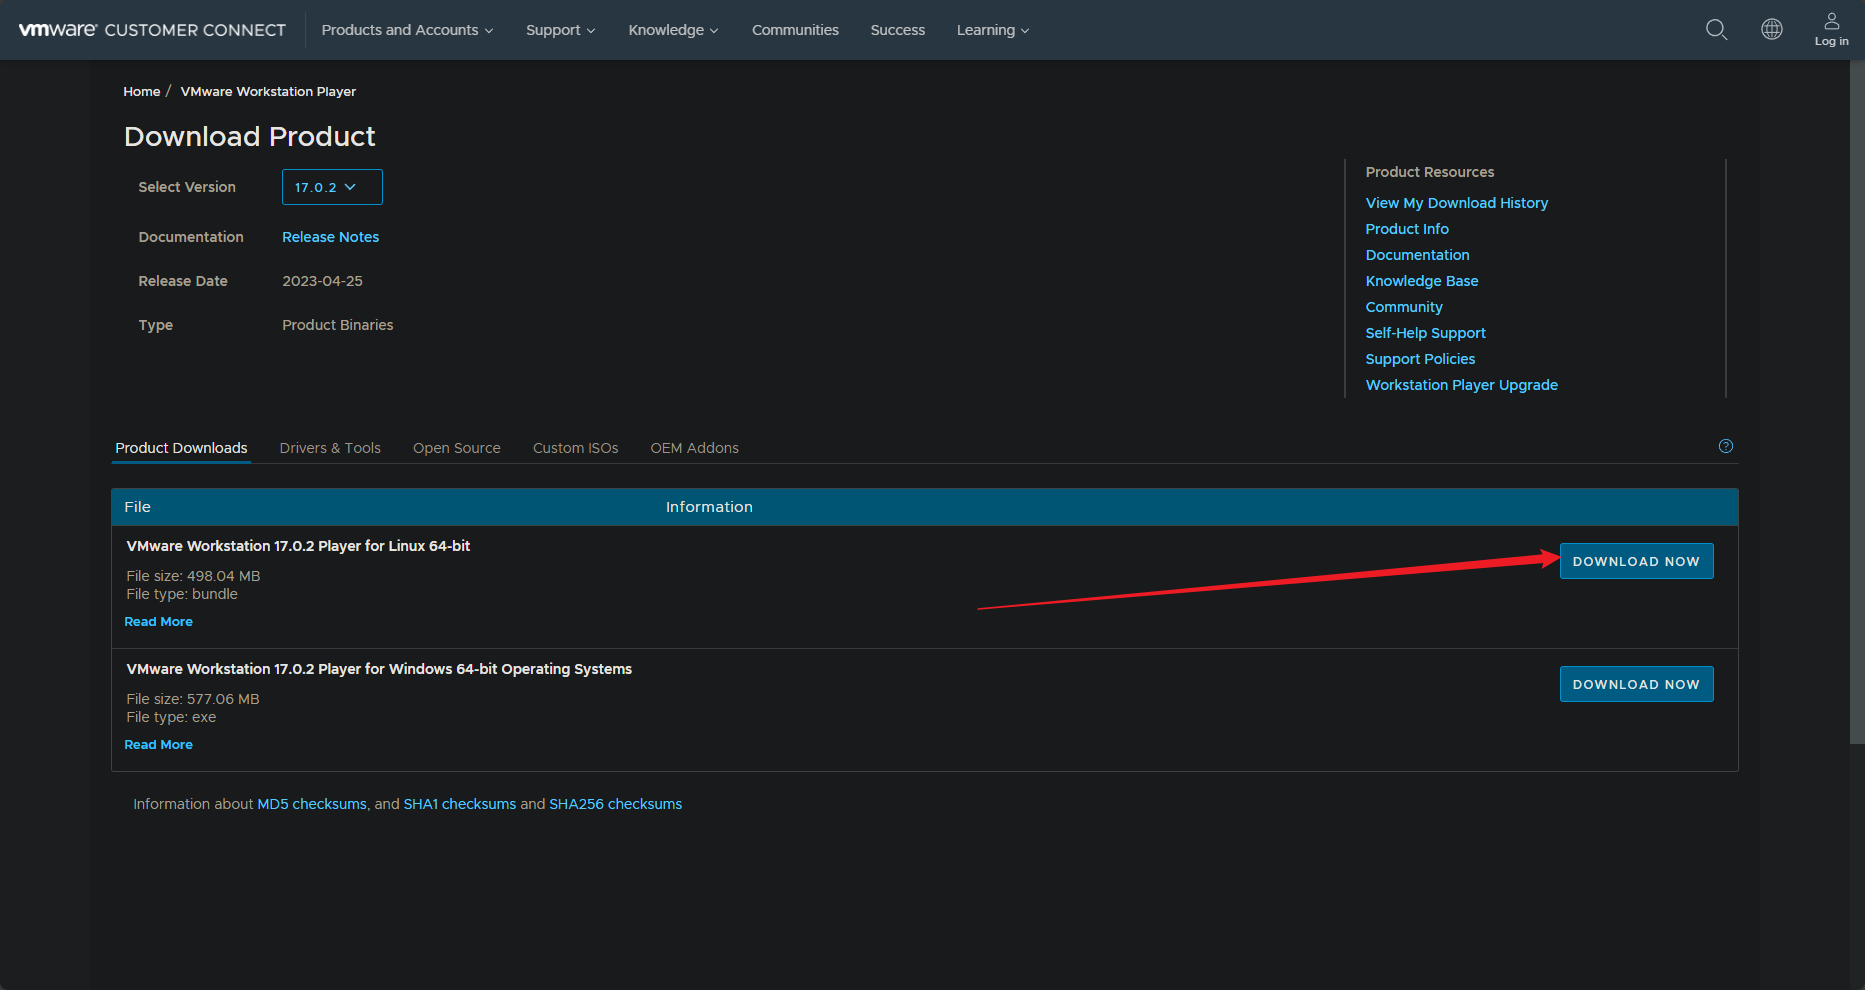 vmware® CUSTOMER CONNECT Products and Accounts Support Knowledge Communities Success Learning Log in
Home / VMware Workstation Player
Download Product
Select Version 17.0.2
Documentation Release Notes
Release Date 2023-04-25
Type Product Binaries
Product Resources
View My Download History
Product Info
Documentation
Knowledge Base
Community
Self-Help Support
Support Policies
Workstation Player Upgrade
Product Downloads Drivers & Tools Open Source Custom ISOs OEM Addons ?
File Information
VMware Workstation 17.0.2 Player for Linux 64-bit
File size: 498.04 MB
File type: bundle
Read More
DOWNLOAD NOW
VMware Workstation 17.0.2 Player for Windows 64-bit Operating Systems
File size: 577.06 MB
File type: exe
Read More
DOWNLOAD NOW
Information about MD5 checksums, and SHA1 checksums and SHA256 checksums